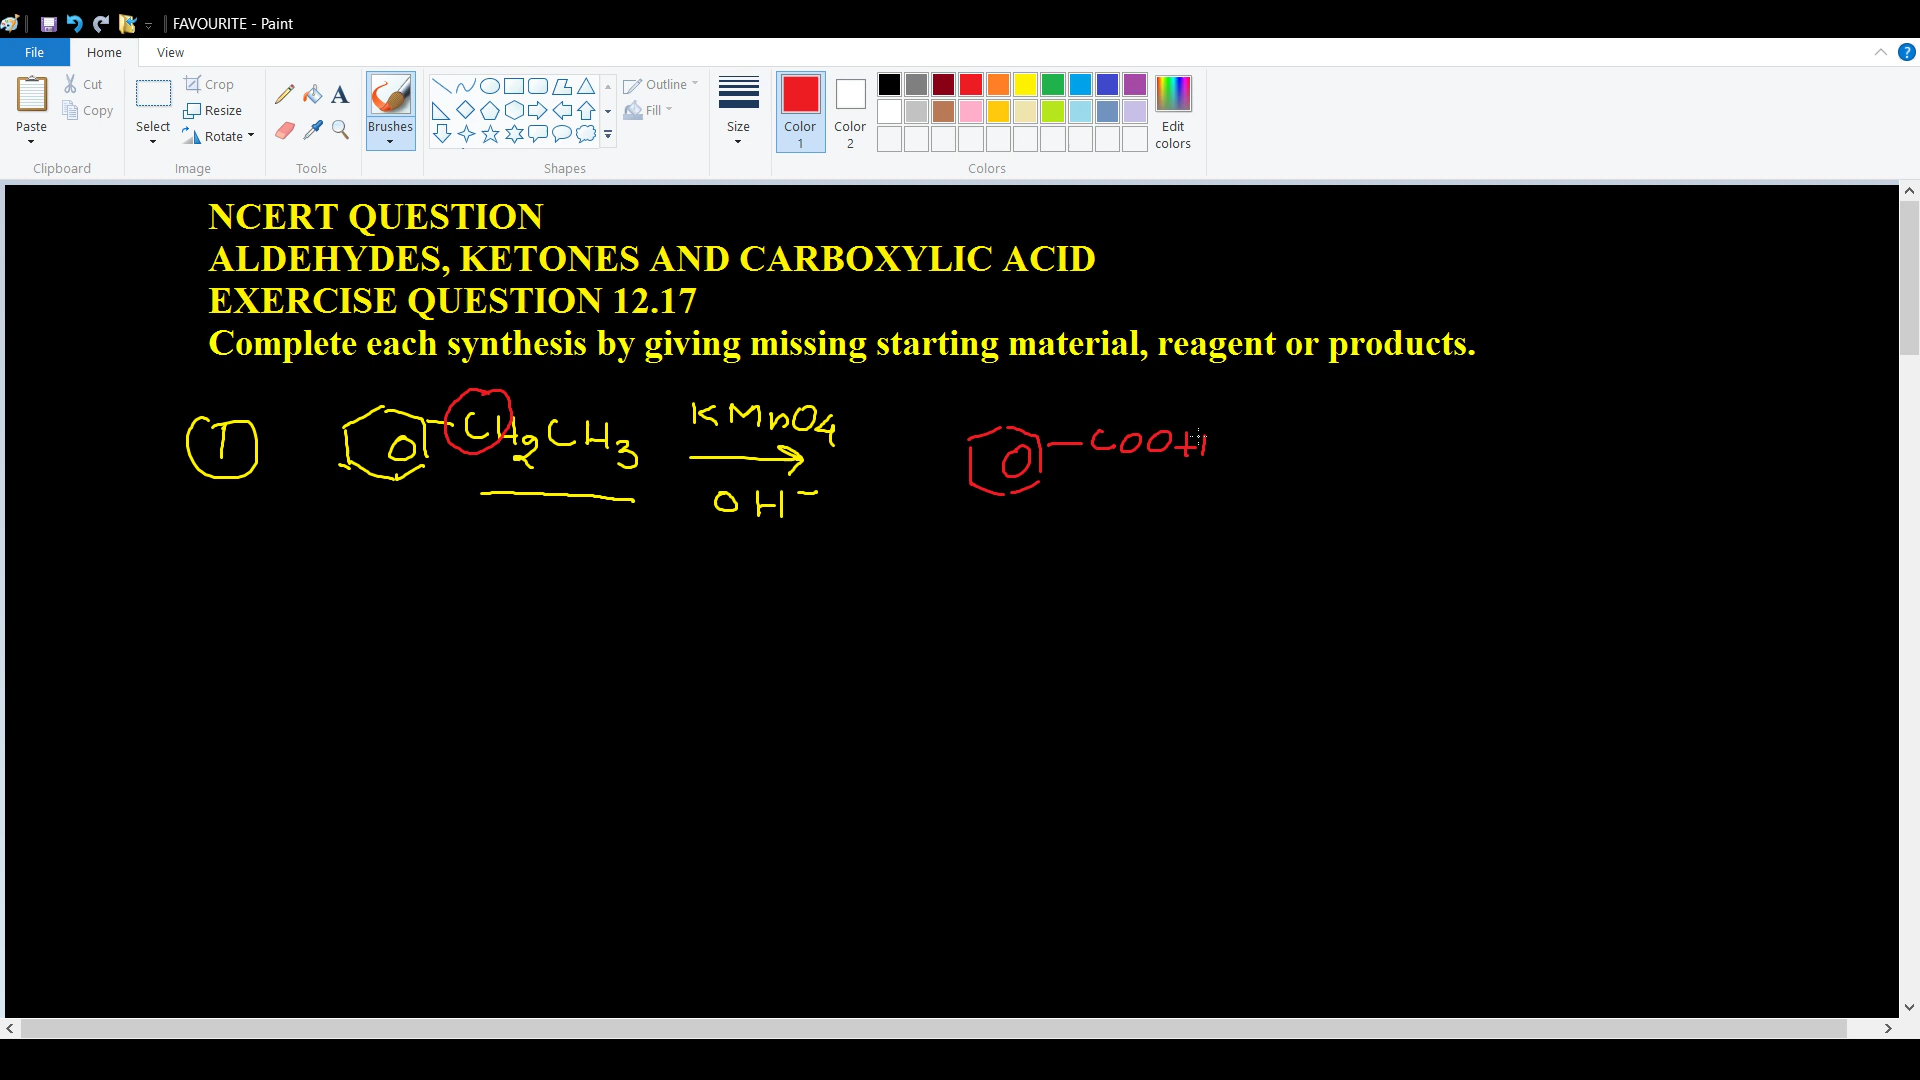 FAVOURITE - Paint
File Home View
Cut
Copy
Paste
Clipboard
Select
Crop
Resize
Rotate
Image
Tools
Brushes
Shapes
Outline
Fill
Size
Color 1
Color 2
Edit colors
Colors
NCERT QUESTION
ALDEHYDES, KETONES AND CARBOXYLIC ACID
EXERCISE QUESTION 12.17
Complete each synthesis by giving missing starting material, reagent or products.
CH2CH3 KMnO4 COOH
OH-